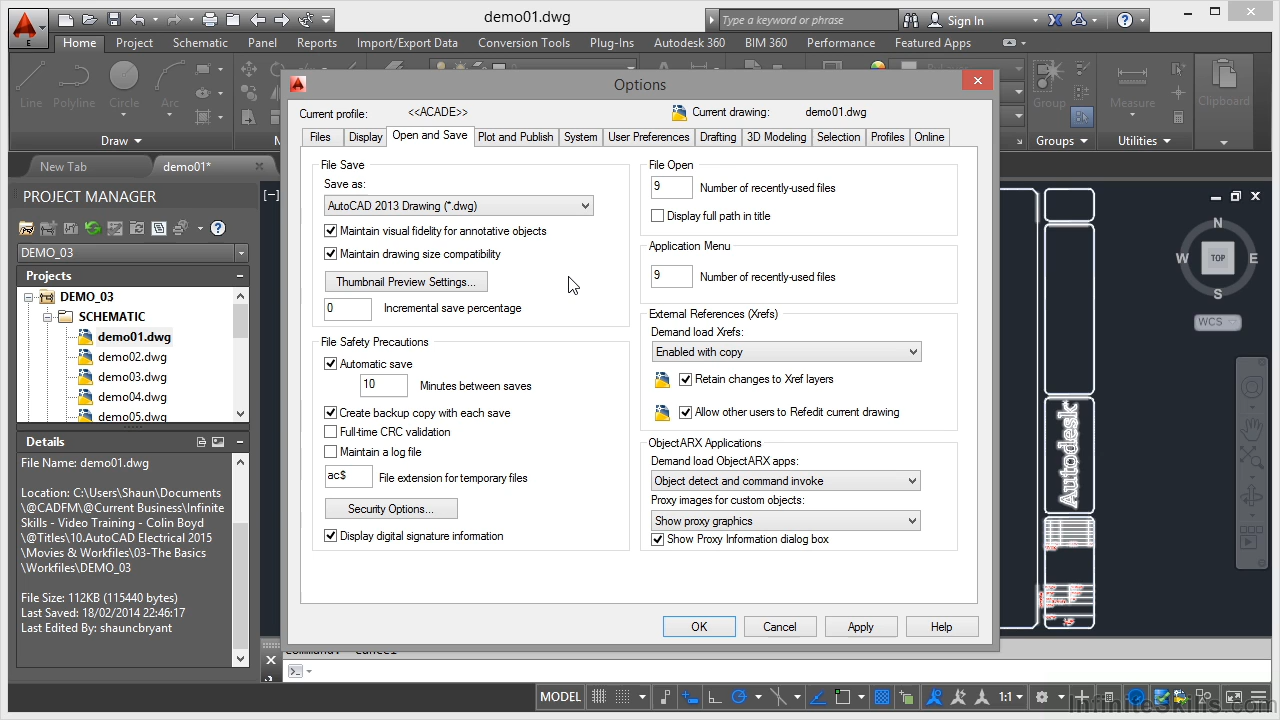 demo01.dwg
Type a keyword or phrase
Sign In
E
Home
Project
Schematic
Panel
Reports
Import/Export Data
Conversion Tools
Plug-Ins
Autodesk 360
BIM 360
Performance
Featured Apps
Line
Polyline
Circle
Arc
Group
Measure
Clipboard
Draw
Groups
Utilities
New Tab
demo01*
PROJECT MANAGER
DEMO_03
Projects
DEMO_03
SCHEMATIC
demo01.dwg
demo02.dwg
demo03.dwg
demo04.dwg
demo05.dwg
Details
File Name: demo01.dwg
Location: C:\Users\Shaun\Documents
\@CADFM\@Current Business\Infinite
Skills - Video Training - Colin Boyd
\@Titles\10.AutoCAD Electrical 2015
\Movies & Workfiles\03-The Basics
\Workfiles\DEMO_03
File Size: 112KB (115440 bytes)
Last Saved: 18/02/2014 22:46:17
Last Edited By: shauncbryant
Options
Current profile:
<<ACADE>>
Current drawing:
demo01.dwg
Files
Display
Open and Save
Plot and Publish
System
User Preferences
Drafting
3D Modeling
Selection
Profiles
Online
File Save
Save as:
AutoCAD 2013 Drawing (*.dwg)
Maintain visual fidelity for annotative objects
Maintain drawing size compatibility
Thumbnail Preview Settings...
0
Incremental save percentage
File Safety Precautions
Automatic save
10
Minutes between saves
Create backup copy with each save
Full-time CRC validation
Maintain a log file
ac$
File extension for temporary files
Security Options...
Display digital signature information
File Open
9
Number of recently-used files
Display full path in title
Application Menu
9
Number of recently-used files
External References (Xrefs)
Demand load Xrefs:
Enabled with copy
Retain changes to Xref layers
Allow other users to Refedit current drawing
ObjectARX Applications
Demand load ObjectARX apps:
Object detect and command invoke
Proxy images for custom objects:
Show proxy graphics
Show Proxy Information dialog box
OK
Cancel
Apply
Help
N
W
TOP
E
S
WCS
Autodesk
MODEL
1:1
InfiniteSkills.com